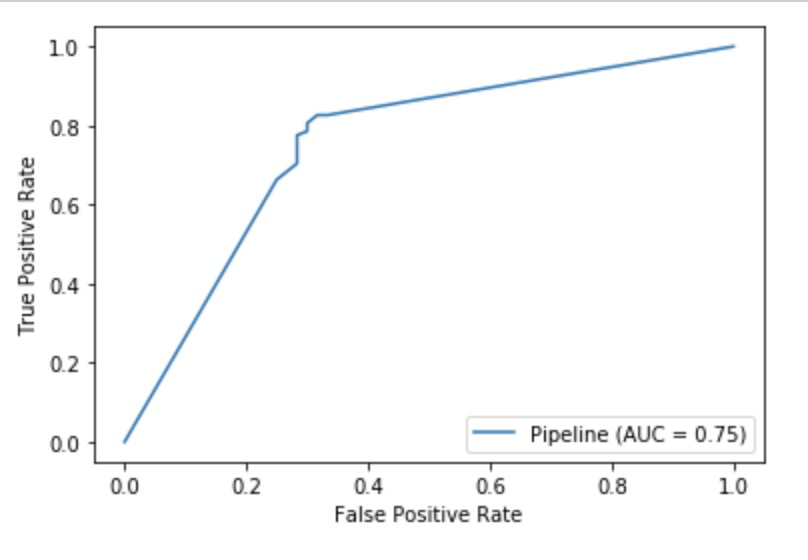 1.0
0.8
0.6
0.4
0.2
0.0
True Positive Rate
Pipeline (AUC = 0.75)
0.0 0.2 0.4 0.6 0.8 1.0
False Positive Rate